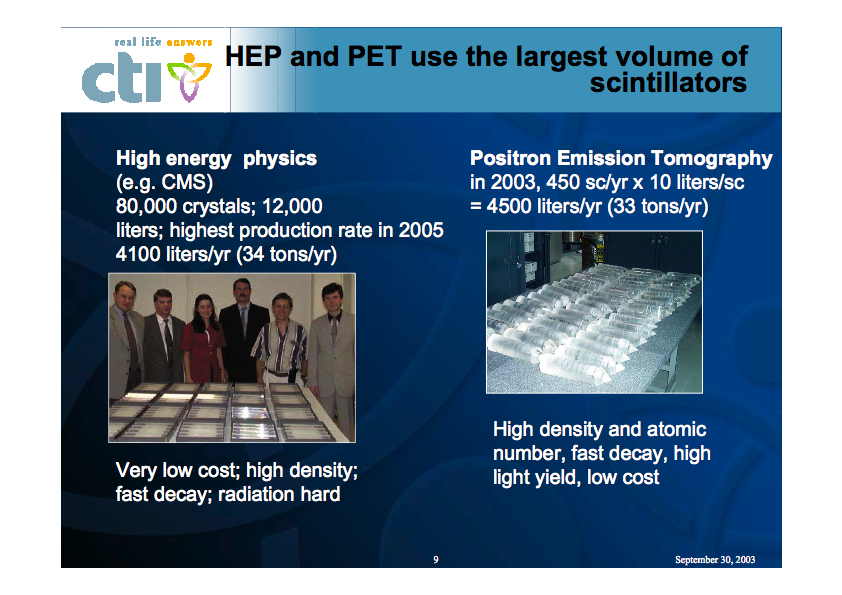 real life answers
cti
HEP and PET use the largest volume of
scintillators
High energy physics
(e.g. CMS)
80,000 crystals; 12,000
liters; highest production rate in 2005
4100 liters/yr (34 tons/yr)
Very low cost; high density;
fast decay; radiation hard
Positron Emission Tomography
in 2003, 450 sc/yr x 10 liters/sc
= 4500 liters/yr (33 tons/yr)
High density and atomic
number, fast decay, high
light yield, low cost
9
September 30, 2003